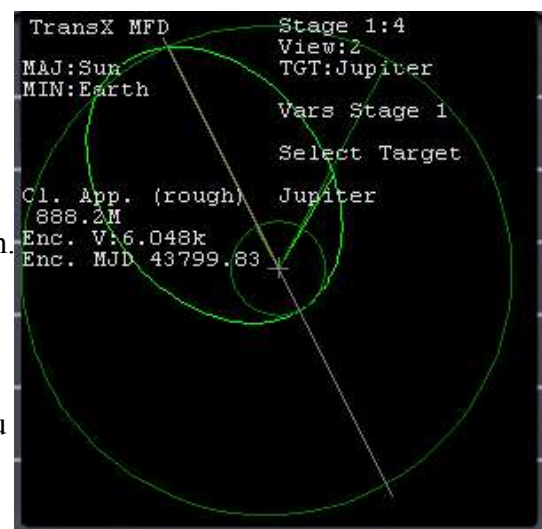 TransX MFD
MAJ:Sun
MIN:Earth
Stage 1:4
View:2
TGT:Jupiter
Vars Stage 1
Select Target
Jupiter
Cl. App. (rough)
888.2M
Enc. V:6.048k
Enc. MJD 43799.83